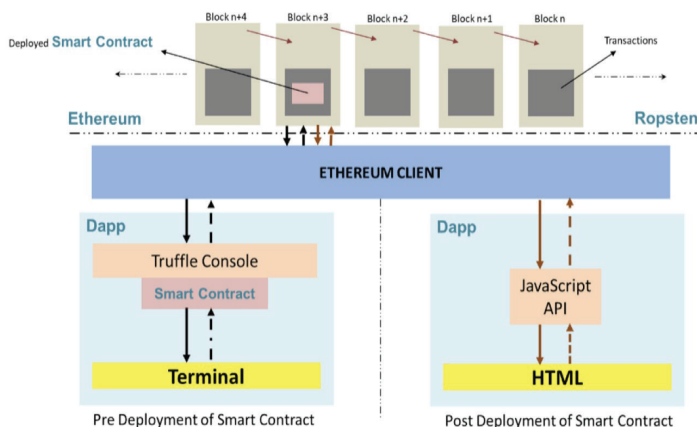 Block n+4
Block n+3
Block n+2
Block n+1
Block n
Deployed Smart Contract
Transactions
Ethereum
Ropsten
ETHEREUM CLIENT
Dapp
Dapp
Truffle Console
Smart Contract
JavaScript
API
Terminal
HTML
Pre Deployment of Smart Contract
Post Deployment of Smart Contract